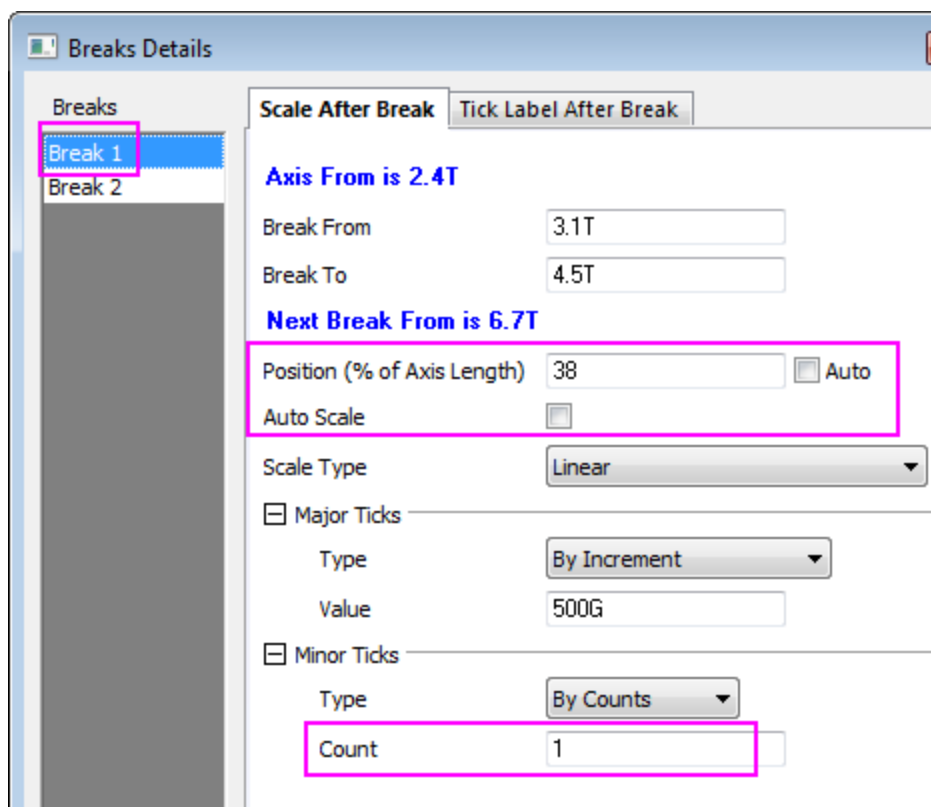 Breaks Details
Breaks
Scale After Break
Tick Label After Break
Break 1
Break 2
Axis From is 2.4T
Break From 3.1T
Break To 4.5T
Next Break From is 6.7T
Position (% of Axis Length) 38 Auto
Auto Scale
Scale Type Linear
Major Ticks
Type By Increment
Value 500G
Minor Ticks
Type By Counts
Count 1